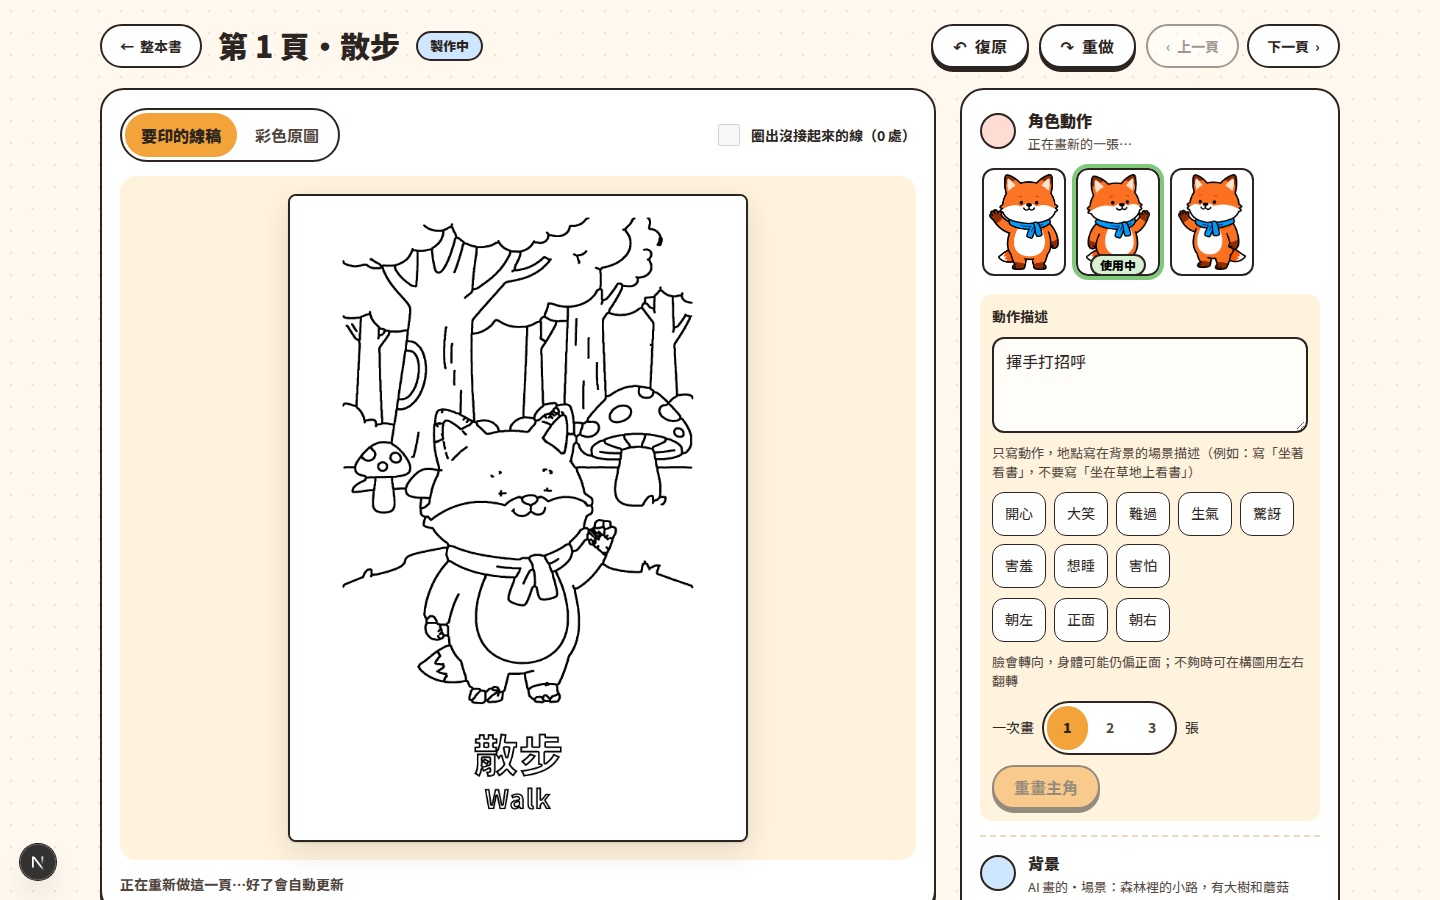 ← 整本書
第 1 頁・散步
製作中
↶ 復原
↷ 重做
‹ 上一頁
下一頁 ›
要印的線稿
彩色原圖
圈出沒接起來的線（0 處）
散步
Walk
正在重新做這一頁…好了會自動更新
N
角色動作
正在畫新的一張…
使用中
動作描述
揮手打招呼
只寫動作，地點寫在背景的場景描述（例如：寫「坐著
看書」，不要寫「坐在草地上看書」）
開心
大笑
難過
生氣
驚訝
害羞
想睡
害怕
朝左
正面
朝右
臉會轉向，身體可能仍偏正面；不夠時可在構圖用左右
翻轉
一次畫
1
2
3
張
重畫主角
背景
AI 畫的・場景：森林裡的小路，有大樹和蘑菇